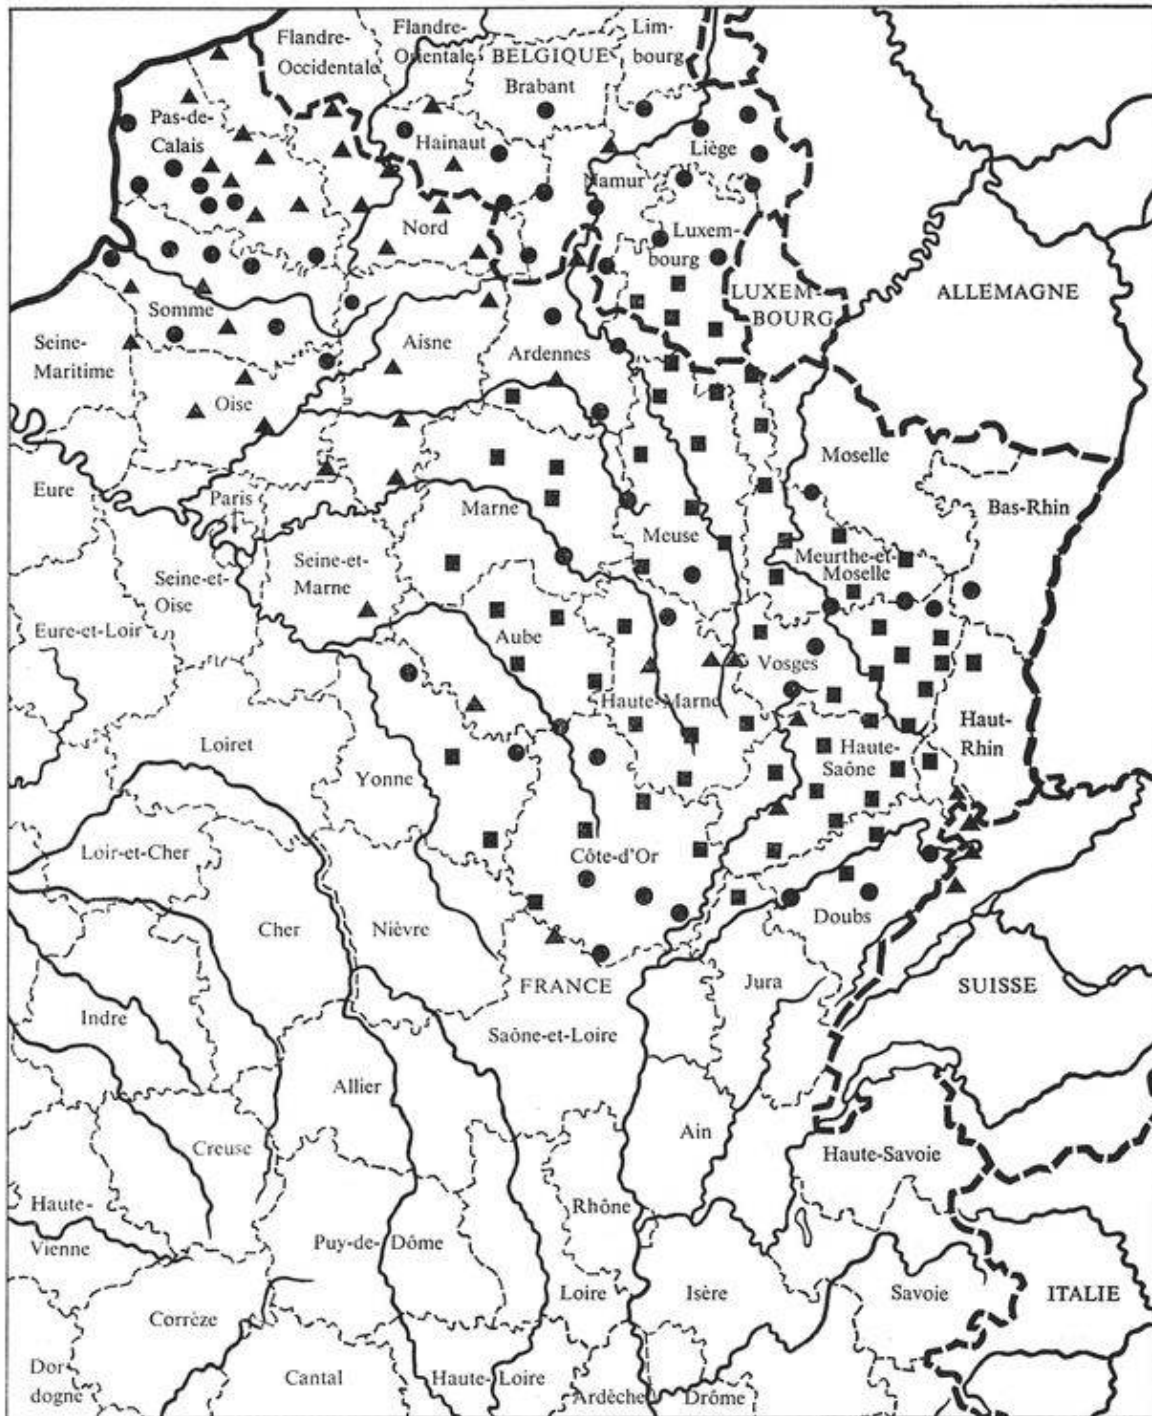 Flandre-
Occidentale
Flandre-
Orientale
BELGIQUE
Brabant
Lim-
bourg
Pas-de-
Calais
Hainaut
Liège
Namur
Nord
Luxem-
bourg
LUXEM-
BOURG
ALLEMAGNE
Somme
Seine-
Maritime
Aisne
Ardennes
Oise
Moselle
Eure
Paris
Marne
Meuse
Bas-Rhin
Seine-et-
Marne
Meurthe-et-
Moselle
Seine-et-
Oise
Eure-et-Loir
Aube
Vosges
Haute-Marne
Haut-
Rhin
Loiret
Yonne
Haute-
Saône
Loir-et-Cher
Côte-d'Or
Cher
Nièvre
Doubs
FRANCE
Jura
SUISSE
Indre
Saône-et-Loire
Allier
Creuse
Ain
Haute-Savoie
Haute-
Vienne
Rhône
Puy-de-Dôme
Loire
Isère
Savoie
ITALIE
Corrèze
Dor-
dogne
Cantal
Haute-Loire
Ardèche
Drôme